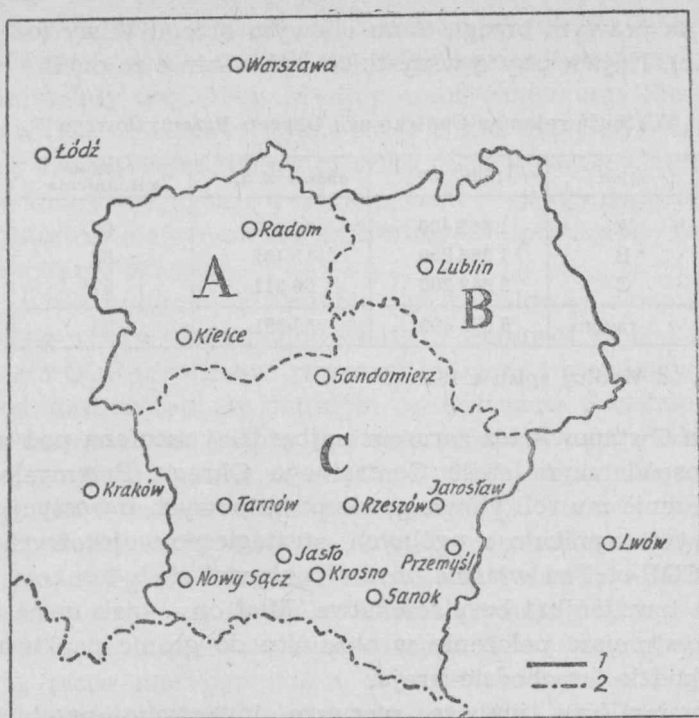 Warszawa
Łódź
Radom
A
Lublin
B
Kielce
Sandomierz
C
Kraków
Tarnów
Rzeszów
Jarosław
Lwów
Jasło
Przemyśl
Nowy Sącz
Krosno
Sanok
1
2